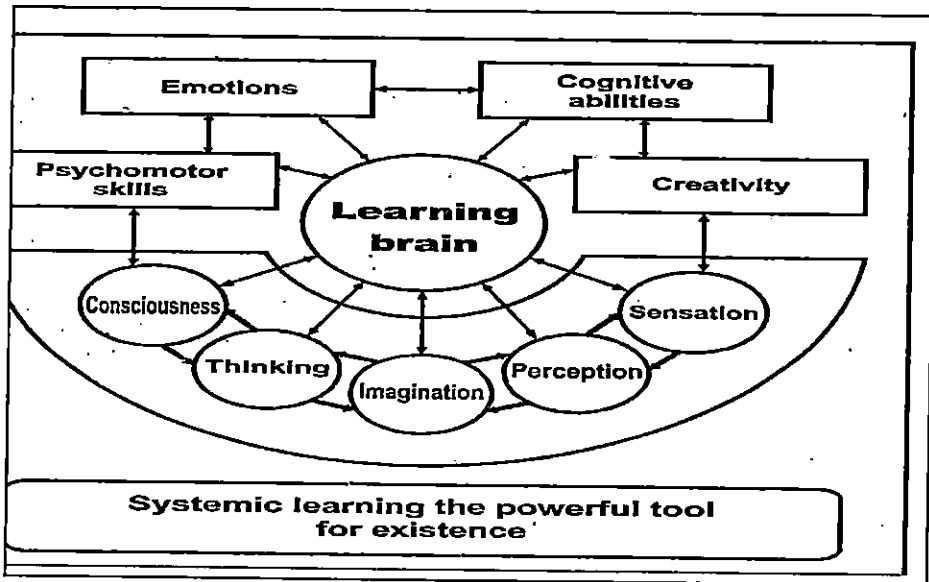 Emotions
Cognitive
abilities
Psychomotor
skills
Creativity
Learning
brain
Consciousness
Sensation
Thinking
Perception
Imagination
Systemic learning the powerful tool
for existence